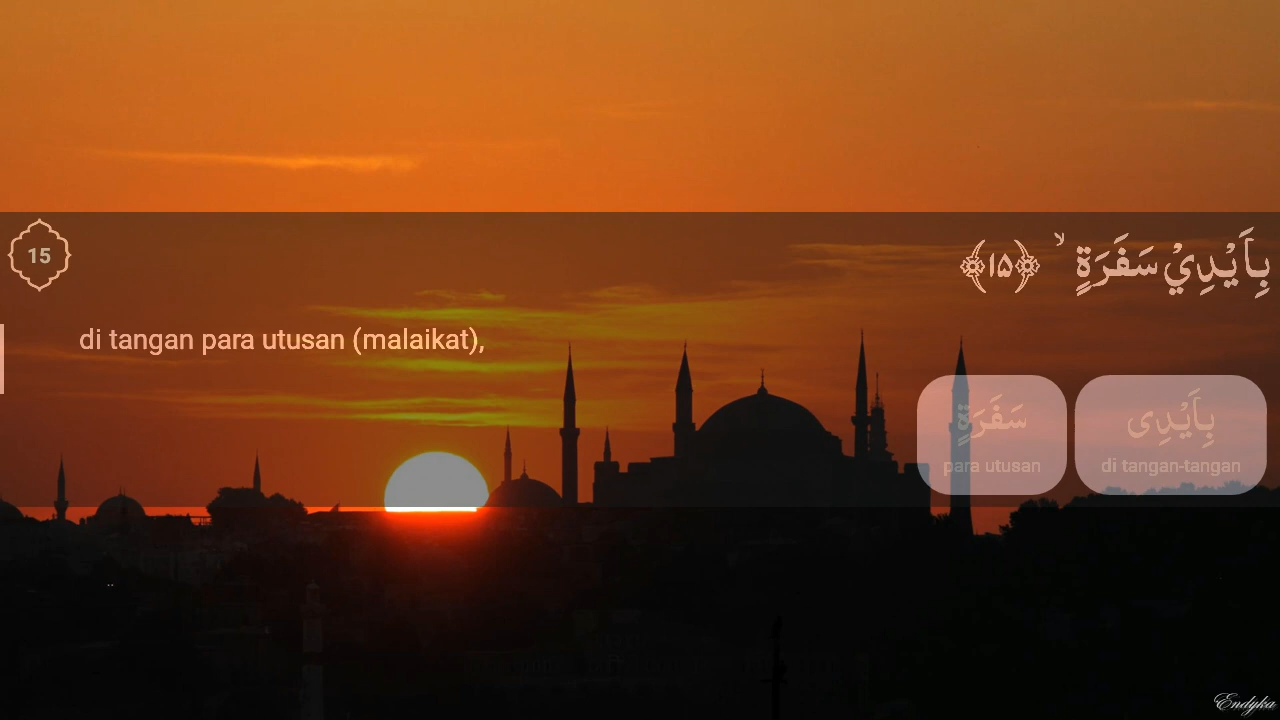 15
بِاَيْدِيْ سَفَرَةٍ ۙ ﴿١٥﴾
di tangan para utusan (malaikat),
بِاَيْدِى سَفَرَةٍ
di tangan-tangan para utusan
Endyka